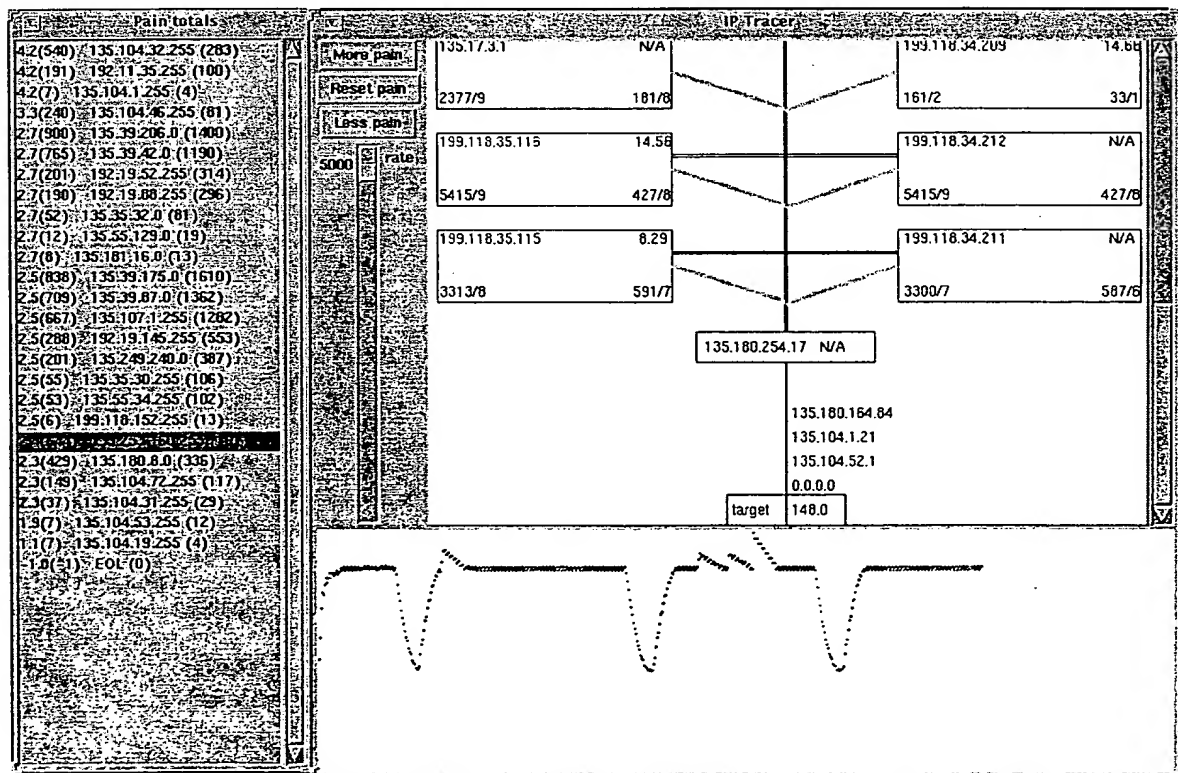 Pain totals
4.2(540) 135.104.32.255 (283)
4.2(191) 192.11.35.255 (100)
4.2(7) 135.104.1.255 (4)
3.3(240) 135.104.46.255 (81)
2.7(900) 135.39.206.0 (1400)
2.7(765) 135.39.42.0 (1190)
2.7(201) 192.19.52.255 (314)
2.7(190) 192.19.88.255 (296)
2.7(52) 135.35.32.0 (81)
2.7(12) 135.55.129.0 (19)
2.7(8) 135.181.16.0 (13)
2.5(838) 135.39.175.0 (1610)
2.5(709) 135.39.87.0 (1362)
2.5(667) 135.107.1.255 (1282)
2.5(288) 192.19.145.255 (553)
2.5(201) 135.249.240.0 (387)
2.5(55) 135.35.30.255 (106)
2.5(53) 135.55.34.255 (102)
2.5(6) 199.118.152.255 (13)
2.3(429) 135.180.8.0 (336)
2.3(149) 135.104.72.255 (117)
2.3(37) 135.104.31.255 (29)
1.9(7) 135.104.53.255 (12)
1.1(7) 135.104.19.255 (4)
-1.0(-1) EOL (0)
IP Tracer
More pain
Reset pain
Less pain
5000 rate
135.17.3.1 N/A
2377/9 181/8
199.118.34.209 14.68
161/2 33/1
199.118.35.116 14.56
5415/9 427/8
199.118.34.212 N/A
5415/9 427/8
199.118.35.115 8.29
3313/8 591/7
199.118.34.211 N/A
3300/7 587/6
135.180.254.17 N/A
135.180.164.84
135.104.1.21
135.104.52.1
0.0.0.0
target 148.0